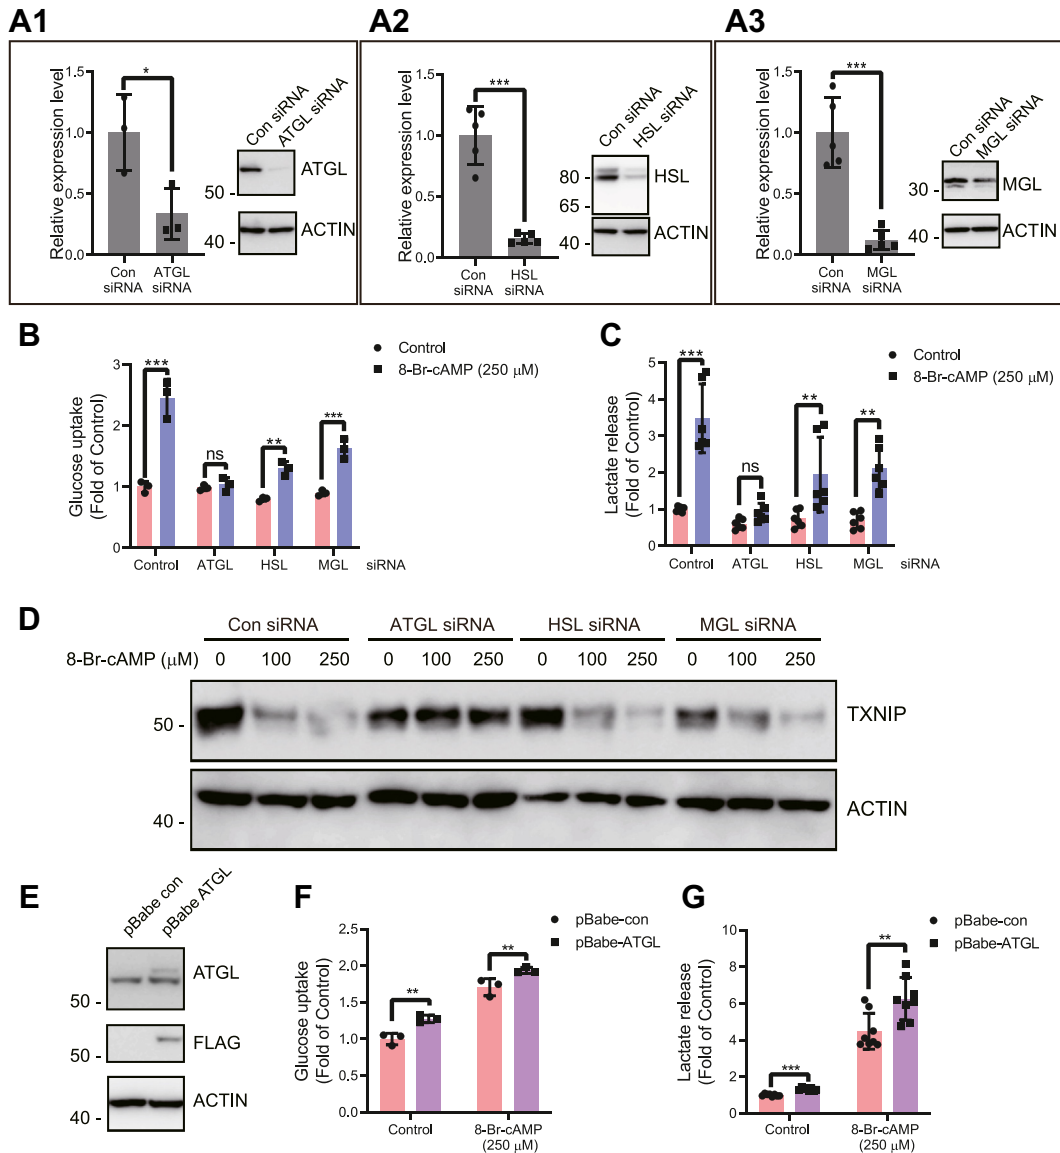 A1
A2
A3
Relative expression level
1.5
1.0
0.5
0.0
*
Con siRNA
ATGL siRNA
Con siRNA
ATGL siRNA
ATGL
50 -
ACTIN
40 -
Relative expression level
1.5
1.0
0.5
0.0
***
Con siRNA
HSL siRNA
Con siRNA
HSL siRNA
80 -
HSL
65 -
40 -
ACTIN
Relative expression level
1.5
1.0
0.5
0.0
***
Con siRNA
MGL siRNA
Con siRNA
MGL siRNA
30 -
MGL
40 -
ACTIN
B
Glucose uptake
(Fold of Control)
3
2
1
0
***
ns
**
***
Control
8-Br-cAMP (250 μM)
Control
ATGL
HSL
MGL
siRNA
C
Lactate release
(Fold of Control)
5
4
3
2
1
0
***
ns
**
**
Control
8-Br-cAMP (250 μM)
Control
ATGL
HSL
MGL
siRNA
D
Con siRNA
ATGL siRNA
HSL siRNA
MGL siRNA
8-Br-cAMP (μM)
0 100 250 0 100 250 0 100 250 0 100 250
50 -
TXNIP
40 -
ACTIN
E
pBabe con
pBabe ATGL
ATGL
50 -
FLAG
50 -
ACTIN
40 -
F
Glucose uptake
(Fold of Control)
2.5
2.0
1.5
1.0
0.5
0.0
**
**
pBabe-con
pBabe-ATGL
Control
8-Br-cAMP
(250 μM)
G
Lactate release
(Fold of Control)
10
8
6
4
2
0
***
**
pBabe-con
pBabe-ATGL
Control
8-Br-cAMP
(250 μM)